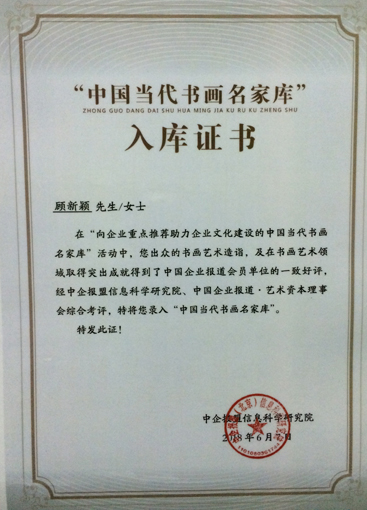 “中国当代书画名家库”
ZHONG GUO DANG DAI SHU HUA MING JIA KU RU KU ZHENG SHU
入库证书
顾新颖 先生/女士
在“向企业重点推荐助力企业文化建设的中国当代书画
名家库”活动中，您出众的书画艺术造诣，及在书画艺术领
域取得突出成就得到了中国企业报道会员单位的一致好评，
经中企报盟信息科学研究院、中国企业报道·艺术资本理事
会综合考评，特将您录入“中国当代书画名家库”。
特发此证！
中企报盟信息科学研究院
2018年6月 日